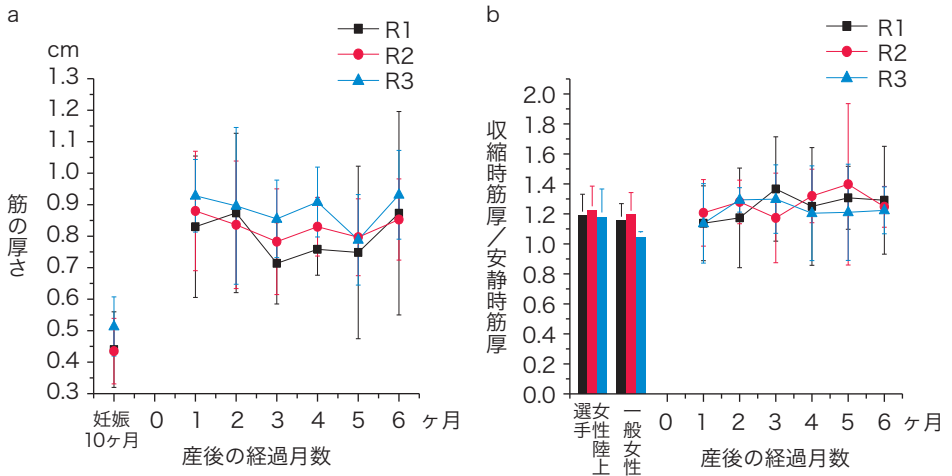 a
cm
R1
R2
R3
1.3
1.2
1.1
1.0
0.9
0.8
0.7
0.6
0.5
0.4
0.3
筋の厚さ
妊娠
10ヶ月
0 1 2 3 4 5 6 ヶ月
産後の経過月数
b
R1
R2
R3
2.0
1.8
1.6
1.4
1.2
1.0
0.8
0.6
0.4
0.2
0.0
収縮時筋厚/安静時筋厚
女性陸上
選手
一般女性
0 1 2 3 4 5 6 ヶ月
産後の経過月数